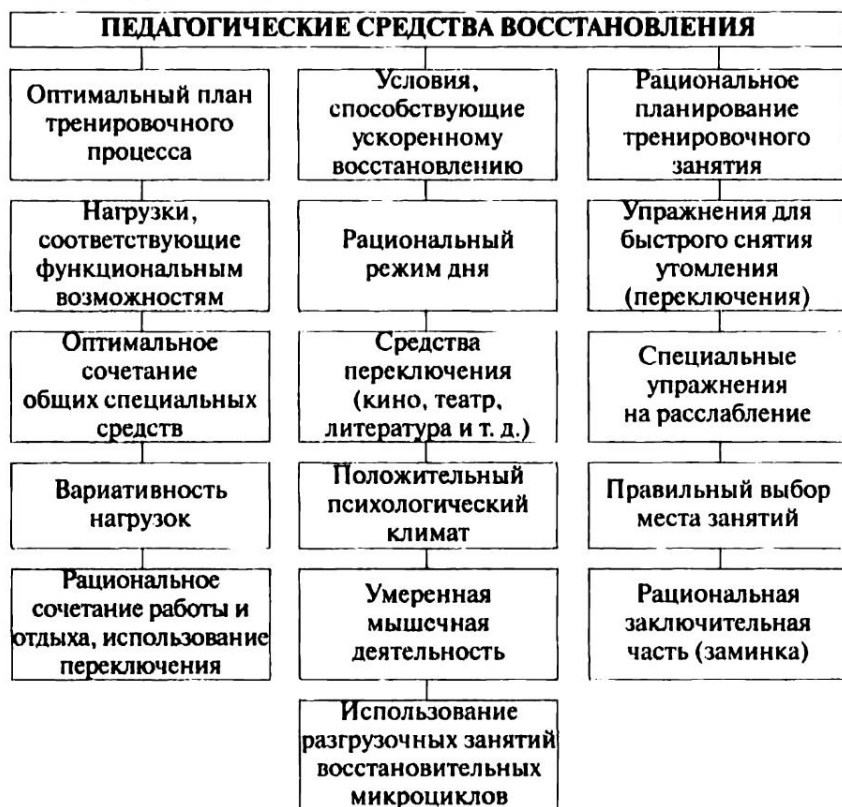 ПЕДАГОГИЧЕСКИЕ СРЕДСТВА ВОССТАНОВЛЕНИЯ
Оптимальный план
тренировочного
процесса
Нагрузки,
соответствующие
функциональным
возможностям
Оптимальное
сочетание
общих специальных
средств
Вариативность
нагрузок
Рациональное
сочетание работы и
отдыха, использование
переключения
Условия,
способствующие
ускоренному
восстановлению
Рациональный
режим дня
Средства
переключения
(кино, театр,
литература и т. д.)
Положительный
психологический
климат
Умеренная
мышечная
деятельность
Использование
разгрузочных занятий
восстановительных
микроциклов
Рациональное
планирование
тренировочного
занятия
Упражнения для
быстрого снятия
утомления
(переключения)
Специальные
упражнения
на расслабление
Правильный выбор
места занятий
Рациональная
заключительная
часть (заминка)